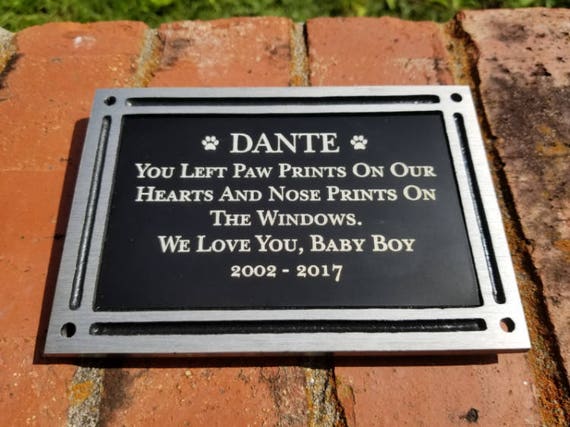 DANTE
YOU LEFT PAW PRINTS ON OUR
HEARTS AND NOSE PRINTS ON
THE WINDOWS.
WE LOVE YOU, BABY BOY
2002 - 2017